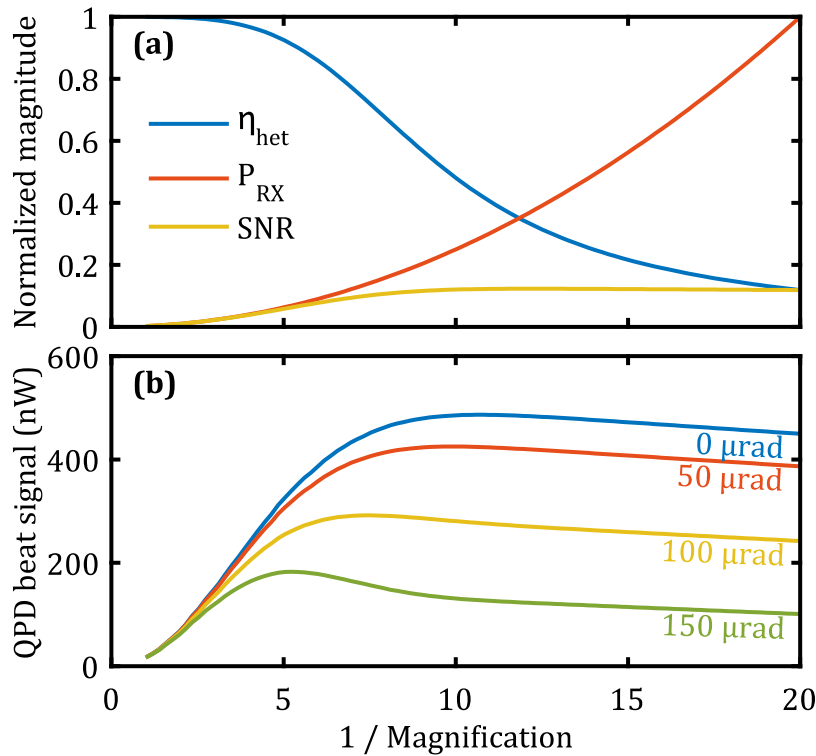 (a)
Normalized magnitude
1
0.8
0.6
0.4
0.2
0
η_het
P_RX
SNR
(b)
QPD beat signal (nW)
600
400
200
0
0 μrad
50 μrad
100 μrad
150 μrad
0 5 10 15 20
1 / Magnification